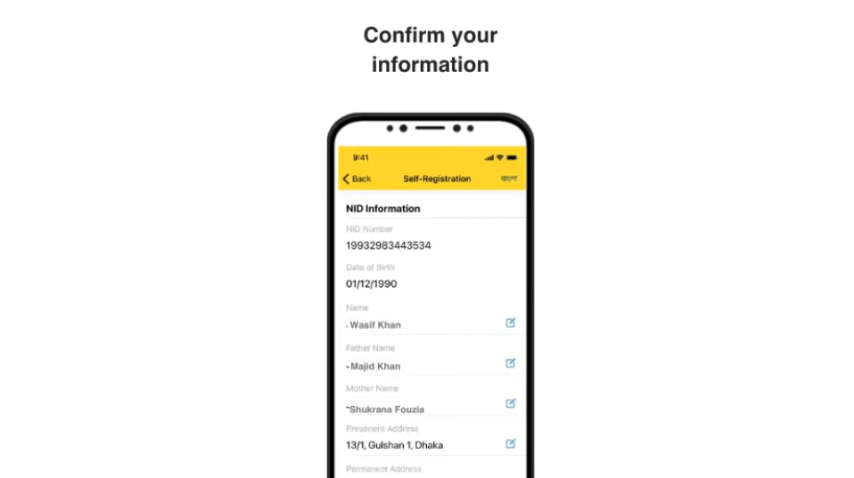 Confirm your
information
9:41
Back Self-Registration বাংলা
NID Information
NID Number
19932983443534
Date of Birth
01/12/1990
Name
Wasif Khan
Father Name
Majid Khan
Mother Name
Shukrana Fouzia
Presenent Address
13/1, Gulshan 1, Dhaka
Permanent Address